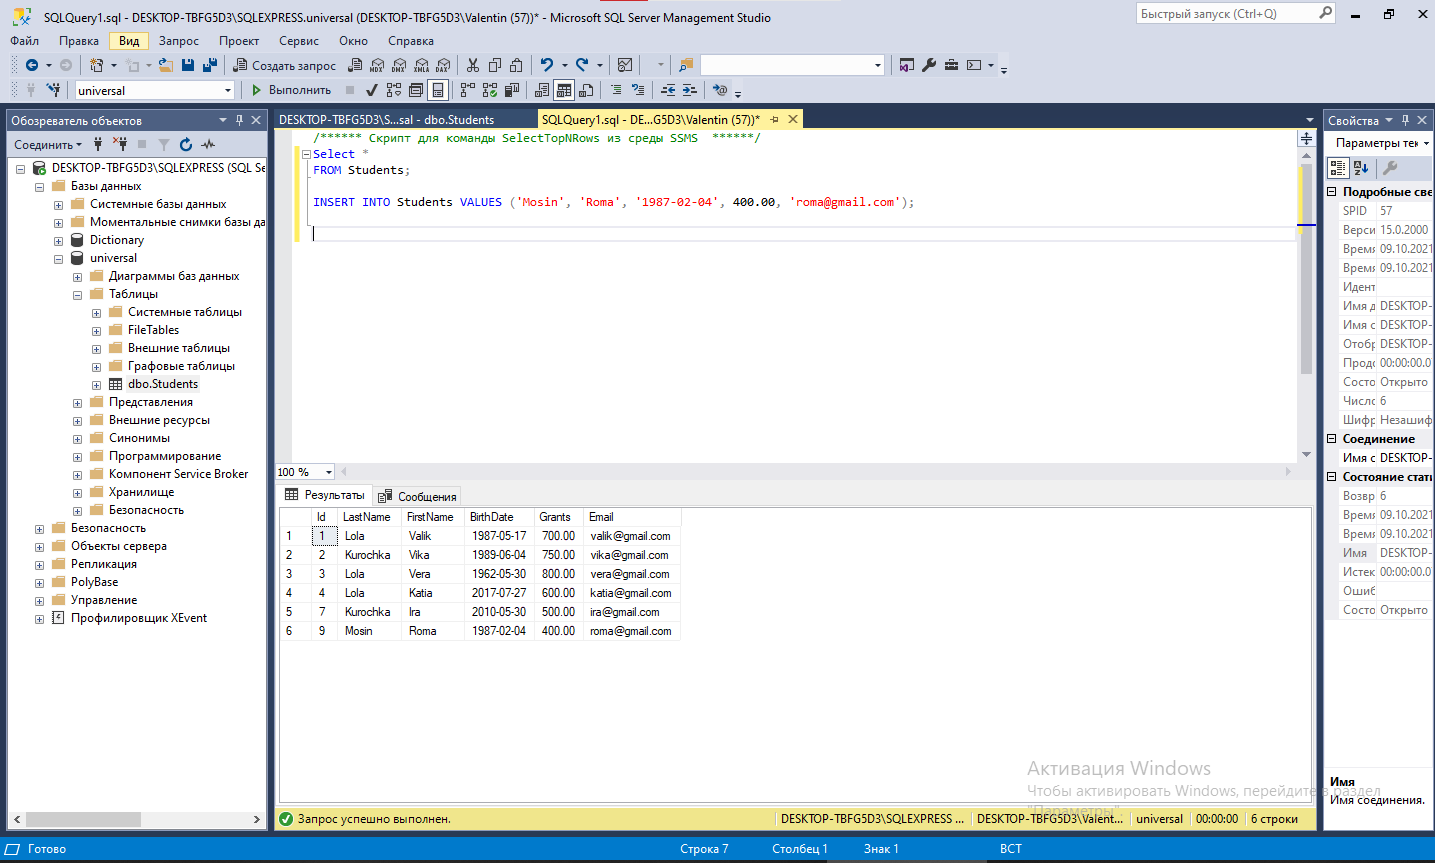 SQLQuery1.sql - DESKTOP-TBFG5D3\SQLEXPRESS.universal (DESKTOP-TBFG5D3\Valentin (57))* - Microsoft SQL Server Management Studio
Быстрый запуск (Ctrl+Q)
Файл Правка Вид Запрос Проект Сервис Окно Справка
Создать запрос MDX DMX XMLA DAX
universal Выполнить
Обозреватель объектов
Соединить
DESKTOP-TBFG5D3\SQLEXPRESS (SQL Se
Базы данных
Системные базы данных
Моментальные снимки базы да
Dictionary
universal
Диаграммы баз данных
Таблицы
Системные таблицы
FileTables
Внешние таблицы
Графовые таблицы
dbo.Students
Представления
Внешние ресурсы
Синонимы
Программирование
Компонент Service Broker
Хранилище
Безопасность
Безопасность
Объекты сервера
Репликация
PolyBase
Управление
Профилировщик XEvent
DESKTOP-TBFG5D3\S...sal - dbo.Students
SQLQuery1.sql - DE...G5D3\Valentin (57))*
/****** Скрипт для команды SelectTopNRows из среды SSMS  ******/
Select *
FROM Students;
INSERT INTO Students VALUES ('Mosin', 'Roma', '1987-02-04', 400.00, 'roma@gmail.com');
100 %
Результаты Сообщения
Id LastName FirstName BirthDate Grants Email
1 1 Lola Valik 1987-05-17 700.00 valik@gmail.com
2 2 Kurochka Vika 1989-06-04 750.00 vika@gmail.com
3 3 Lola Vera 1962-05-30 800.00 vera@gmail.com
4 4 Lola Katia 2017-07-27 600.00 katia@gmail.com
5 7 Kurochka Ira 2010-05-30 500.00 ira@gmail.com
6 9 Mosin Roma 1987-02-04 400.00 roma@gmail.com
Запрос успешно выполнен.
DESKTOP-TBFG5D3\SQLEXPRESS ... DESKTOP-TBFG5D3\Valent... universal 00:00:00 6 строки
Свойства
Параметры тек
Подробные све
SPID 57
Верси 15.0.2000
Время 09.10.2021
Время 09.10.2021
Идент
Имя д DESKTOP-
Имя с DESKTOP-
Отобр DESKTOP-
Продо 00:00:00.0
Состо Открыто
Число 6
Шифр Незашиф
Соединение
Имя с DESKTOP-
Состояние стати
Возвр 6
Время 09.10.2021
Время 09.10.2021
Имя DESKTOP-
Истек 00:00:00.0
Ошиб
Состо Открыто
Имя
Имя соединения.
Активация Windows
Чтобы активировать Windows, перейдите в раздел
"Параметры".
Готово Строка 7 Столбец 1 Знак 1 ВСТ